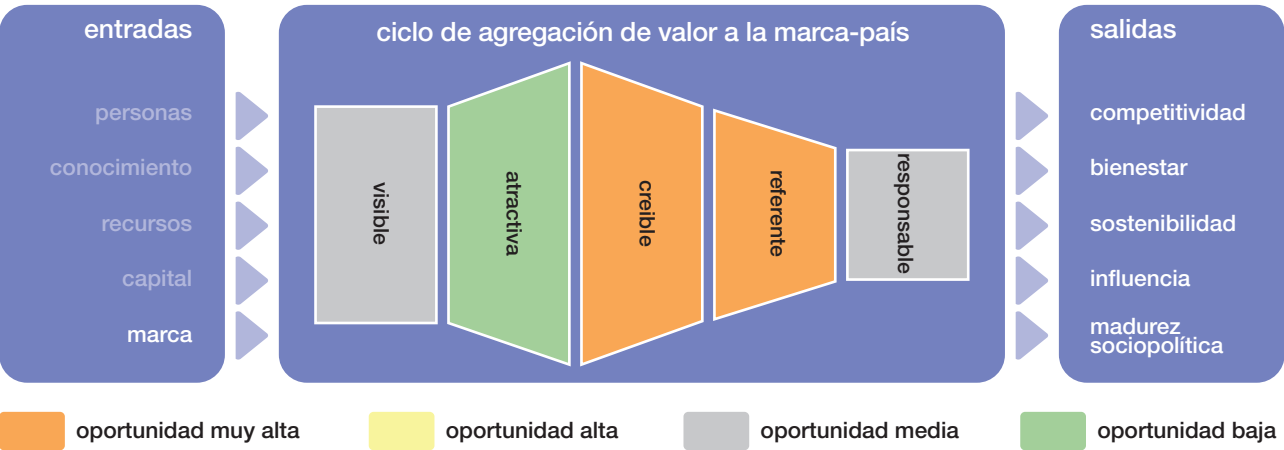 entradas
personas
conocimiento
recursos
capital
marca
ciclo de agregación de valor a la marca-país
visible
atractiva
creible
referente
responsable
salidas
competitividad
bienestar
sostenibilidad
influencia
madurez
sociopolítica
oportunidad muy alta
oportunidad alta
oportunidad media
oportunidad baja